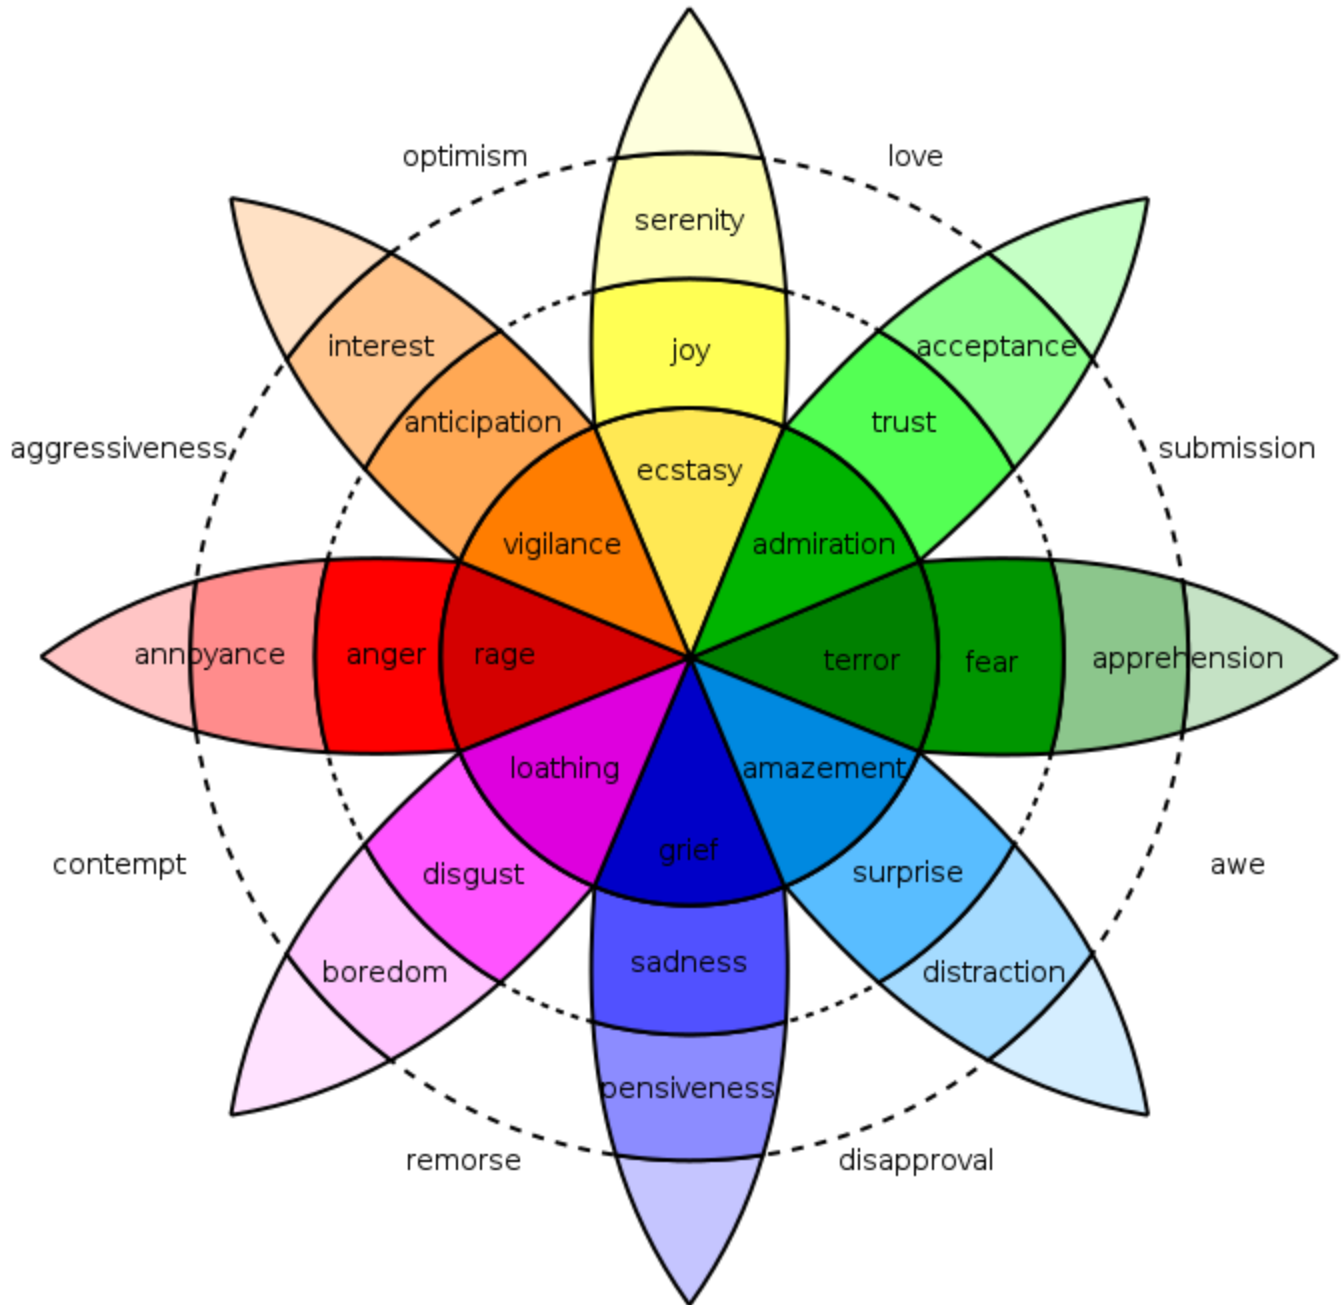 optimism
love
serenity
interest
joy
acceptance
anticipation
trust
aggressiveness
ecstasy
submission
vigilance
admiration
annoyance
anger
rage
terror
fear
apprehension
loathing
amazement
contempt
disgust
grief
surprise
awe
boredom
sadness
distraction
pensiveness
remorse
disapproval